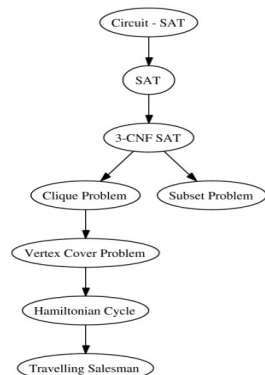 Circuit - SAT
SAT
3-CNF SAT
Clique Problem
Subset Problem
Vertex Cover Problem
Hamiltonian Cycle
Travelling Salesman